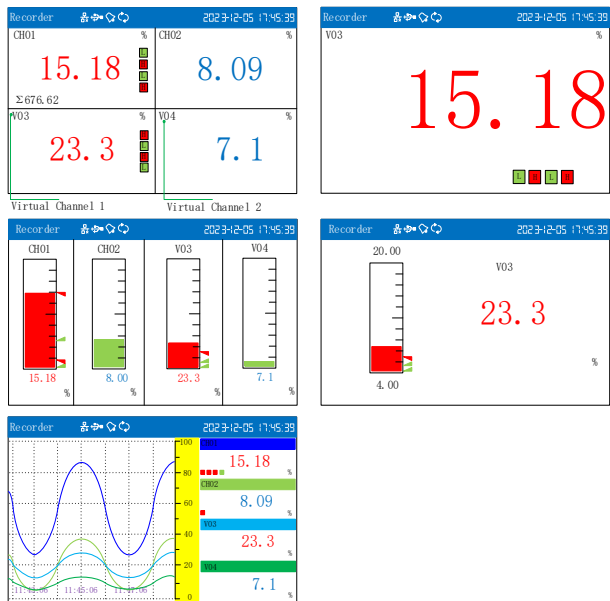 Recorder 2023-12-05 17:45:39
CH01 %
15.18
L
H
L
H
Σ676.62
CH02 %
8.09
V03 %
23.3
H
L
H
L
V04 %
7.1
Virtual Channel 1
Virtual Channel 2
Recorder 2023-12-05 17:45:39
V03 %
15.18
L H L H
Recorder 2023-12-05 17:45:39
CH01 CH02 V03 V04
15.18 8.00 23.3 7.1
% % % %
Recorder 2023-12-05 17:45:39
20.00
V03
23.3
%
4.00
Recorder 2023-12-05 17:45:39
100
80
60
40
20
0
11:45:06
CH01
15.18
%
CH02
8.09
%
V03
23.3
%
V04
7.1
%